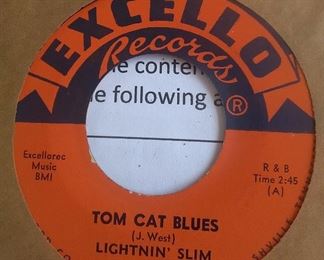 EXCELLO
Records
®
e conten
e following a
Excellorec
Music
BMI
R & B
Time 2:45
(A)
TOM CAT BLUES
(J. West)
LIGHTNIN' SLIM